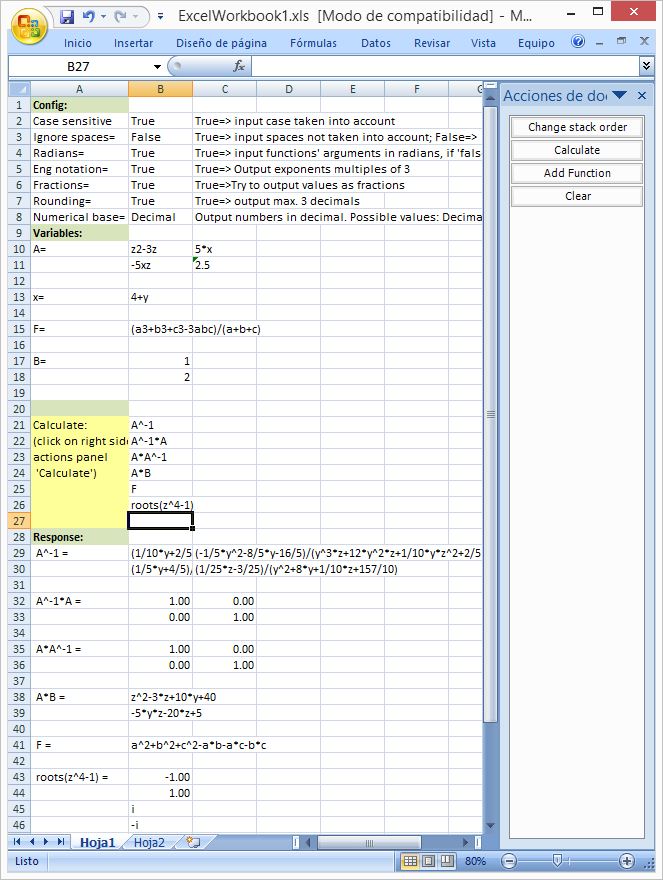 ExcelWorkbook1.xls [Modo de compatibilidad] - M...
Inicio Insertar Diseño de página Fórmulas Datos Revisar Vista Equipo
B27 fx
Acciones de do
Change stack order
Calculate
Add Function
Clear
A B C D E F G
1 Config:
2 Case sensitive True True=> input case taken into account
3 Ignore spaces= False True=> input spaces not taken into account; False=>
4 Radians= True True=> input functions' arguments in radians, if 'fals
5 Eng notation= True True=> Output exponents multiples of 3
6 Fractions= True True=>Try to output values as fractions
7 Rounding= True True=> output max. 3 decimals
8 Numerical base= Decimal Output numbers in decimal. Possible values: Decima
9 Variables:
10 A= z2-3z 5*x
11 -5xz 2.5
12
13 x= 4+y
14
15 F= (a3+b3+c3-3abc)/(a+b+c)
16
17 B= 1
18 2
19
20
21 Calculate: A^-1
22 (click on right side A^-1*A
23 actions panel A*A^-1
24 'Calculate') A*B
25 F
26 roots(z^4-1)
27
28 Response:
29 A^-1 = (1/10*y+2/5 (-1/5*y^2-8/5*y-16/5)/(y^3*z+12*y^2*z+1/10*y*z^2+2/5
30 (1/5*y+4/5)/ (1/25*z-3/25)/(y^2+8*y+1/10*z+157/10)
31
32 A^-1*A = 1.00 0.00
33 0.00 1.00
34
35 A*A^-1 = 1.00 0.00
36 0.00 1.00
37
38 A*B = z^2-3*z+10*y+40
39 -5*y*z-20*z+5
40
41 F = a^2+b^2+c^2-a*b-a*c-b*c
42
43 roots(z^4-1) = -1.00
44 1.00
45 i
46 -i
Hoja1 Hoja2
Listo 80%